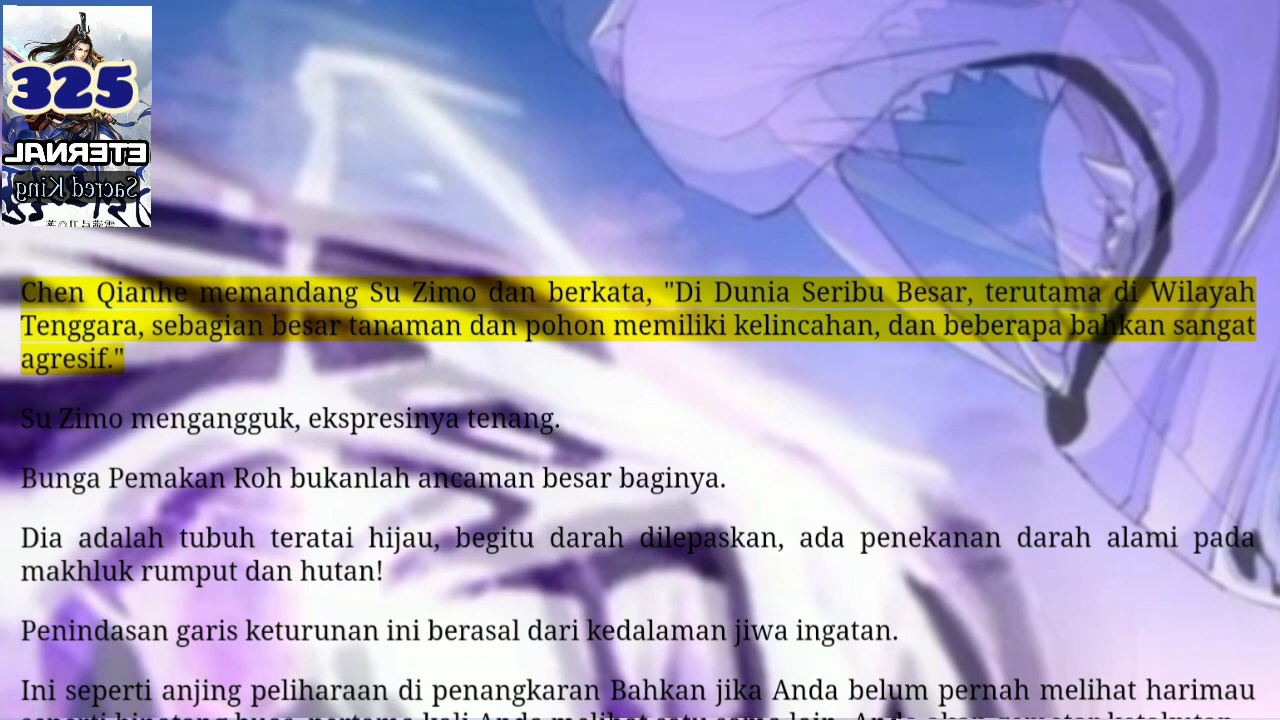 325
ETERNAL
Sacred King
Chen Qianhe memandang Su Zimo dan berkata, "Di Dunia Seribu Besar, terutama di Wilayah
Tenggara, sebagian besar tanaman dan pohon memiliki kelincahan, dan beberapa bahkan sangat
agresif."
Su Zimo mengangguk, ekspresinya tenang.
Bunga Pemakan Roh bukanlah ancaman besar baginya.
Dia adalah tubuh teratai hijau, begitu darah dilepaskan, ada penekanan darah alami pada
makhluk rumput dan hutan!
Penindasan garis keturunan ini berasal dari kedalaman jiwa ingatan.
Ini seperti anjing peliharaan di penangkaran Bahkan jika Anda belum pernah melihat harimau